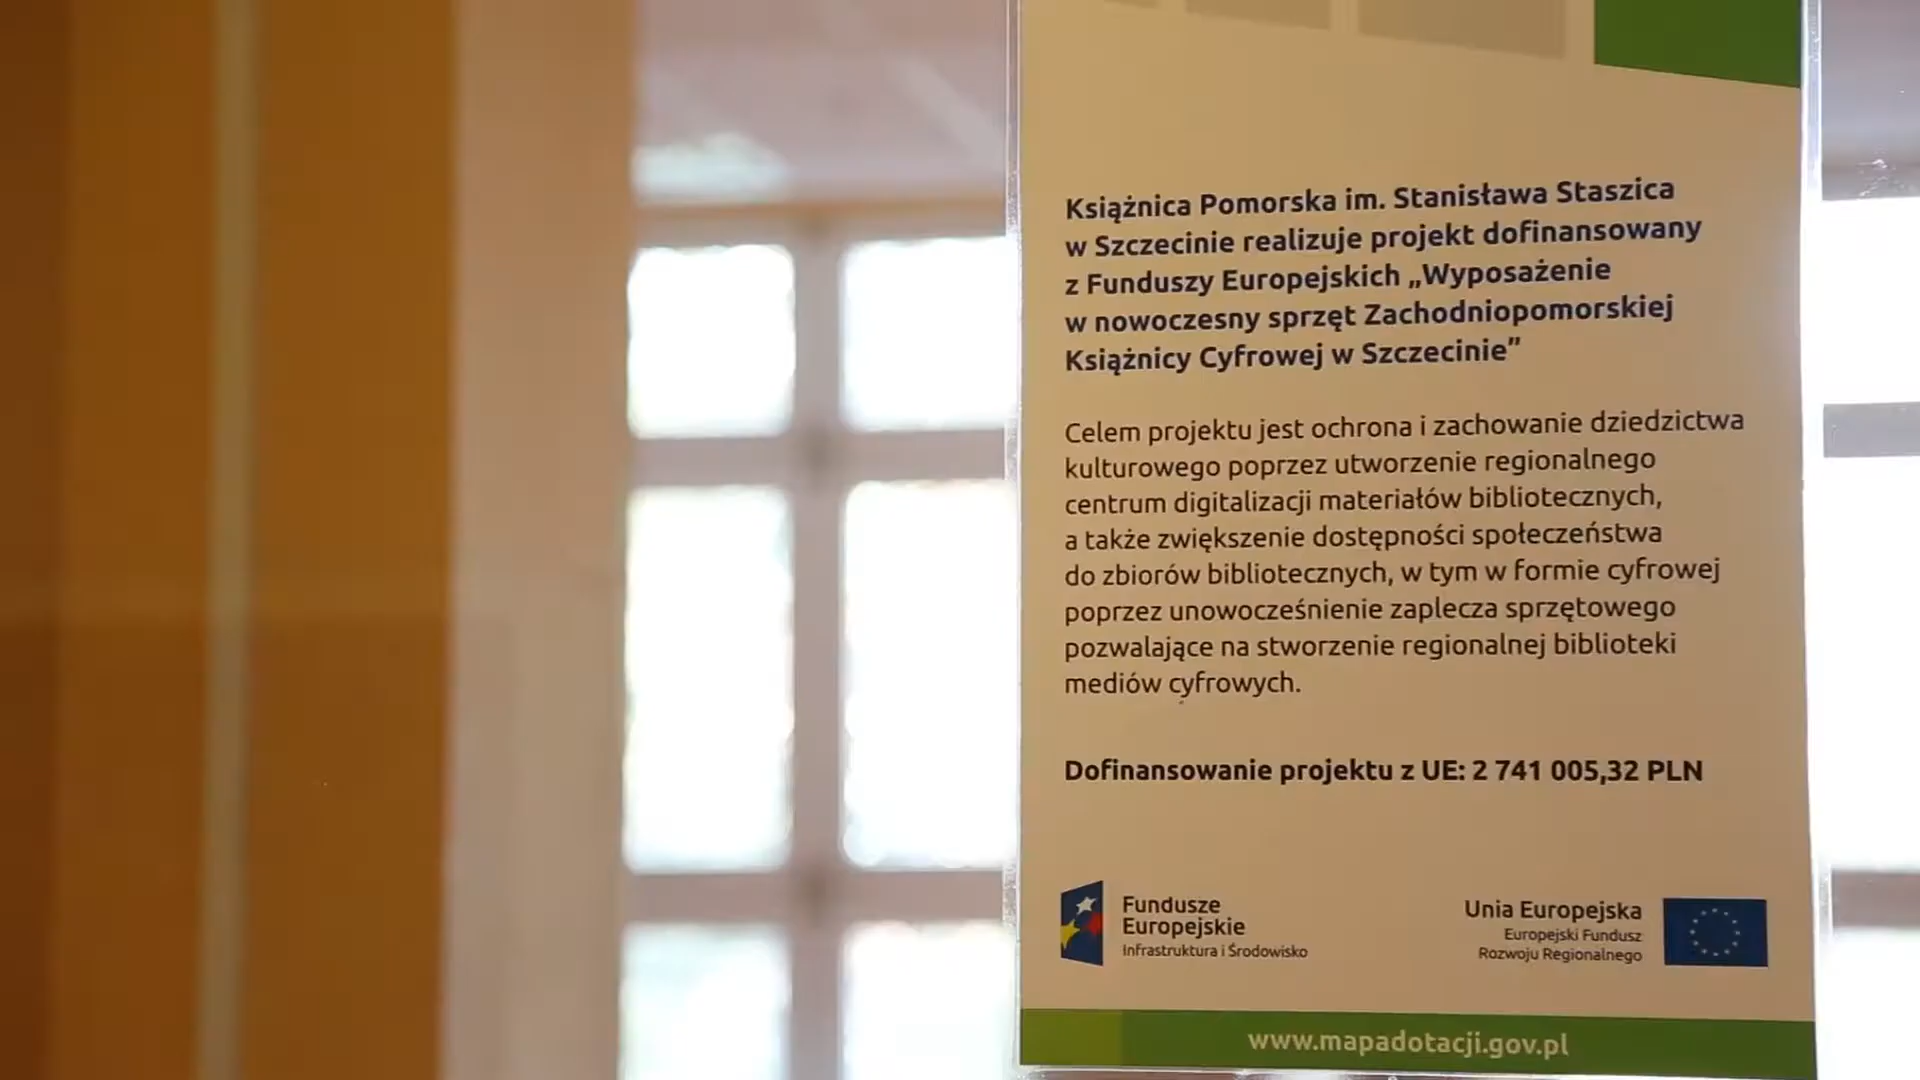 Książnica Pomorska im. Stanisława Staszica
w Szczecinie realizuje projekt dofinansowany
z Funduszy Europejskich „Wyposażenie
w nowoczesny sprzęt Zachodniopomorskiej
Książnicy Cyfrowej w Szczecinie”
Celem projektu jest ochrona i zachowanie dziedzictwa
kulturowego poprzez utworzenie regionalnego
centrum digitalizacji materiałów bibliotecznych,
a także zwiększenie dostępności społeczeństwa
do zbiorów bibliotecznych, w tym w formie cyfrowej
poprzez unowocześnienie zaplecza sprzętowego
pozwalające na stworzenie regionalnej biblioteki
mediów cyfrowych.
Dofinansowanie projektu z UE: 2 741 005,32 PLN
Fundusze
Europejskie
Infrastruktura i Środowisko
Unia Europejska
Europejski Fundusz
Rozwoju Regionalnego
www.mapadotacji.gov.pl